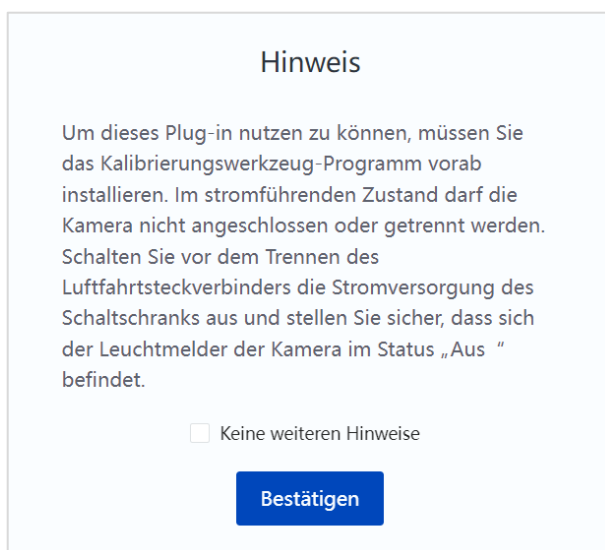 Hinweis
Um dieses Plug-in nutzen zu können, müssen Sie
das Kalibrierungswerkzeug-Programm vorab
installieren. Im stromführenden Zustand darf die
Kamera nicht angeschlossen oder getrennt werden.
Schalten Sie vor dem Trennen des
Luftfahrtsteckverbinders die Stromversorgung des
Schaltschranks aus und stellen Sie sicher, dass sich
der Leuchtmelder der Kamera im Status „Aus “
befindet.
Keine weiteren Hinweise
Bestätigen